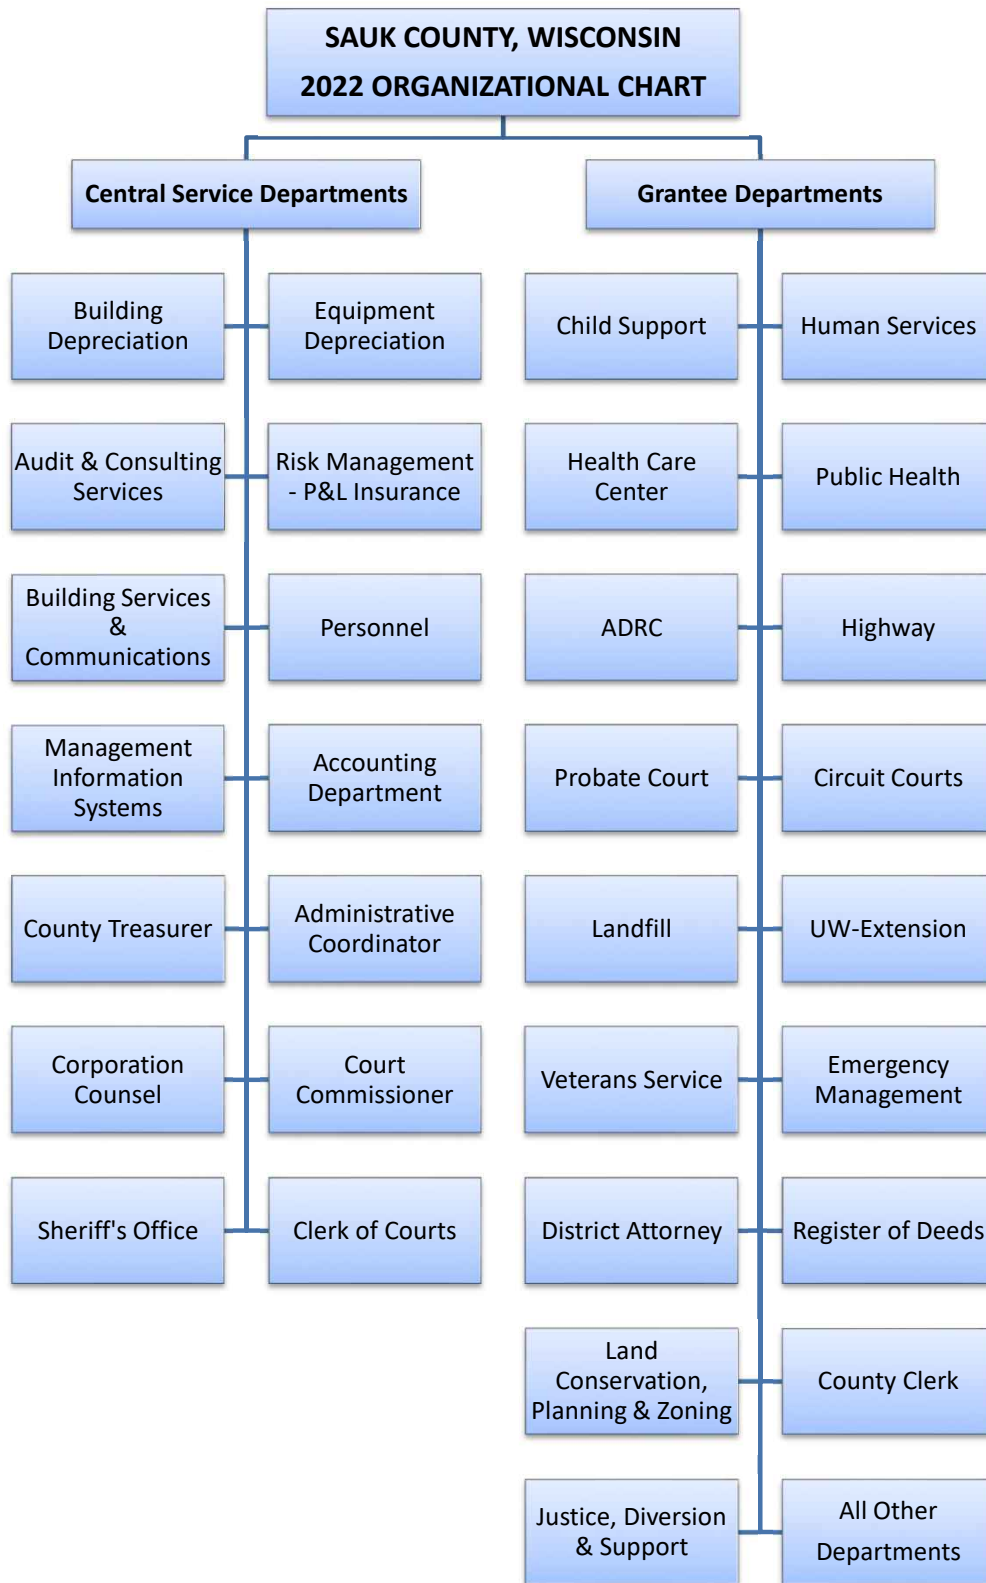 SAUK COUNTY, WISCONSIN
2022 ORGANIZATIONAL CHART
Central Service Departments
Grantee Departments
Building
Depreciation
Equipment
Depreciation
Child Support
Human Services
Audit & Consulting
Services
Risk Management
- P&L Insurance
Health Care
Center
Public Health
Building Services
&
Communications
Personnel
ADRC
Highway
Management
Information
Systems
Accounting
Department
Probate Court
Circuit Courts
County Treasurer
Administrative
Coordinator
Landfill
UW-Extension
Corporation
Counsel
Court
Commissioner
Veterans Service
Emergency
Management
Sheriff's Office
Clerk of Courts
District Attorney
Register of Deeds
Land
Conservation,
Planning & Zoning
County Clerk
Justice, Diversion
& Support
All Other
Departments